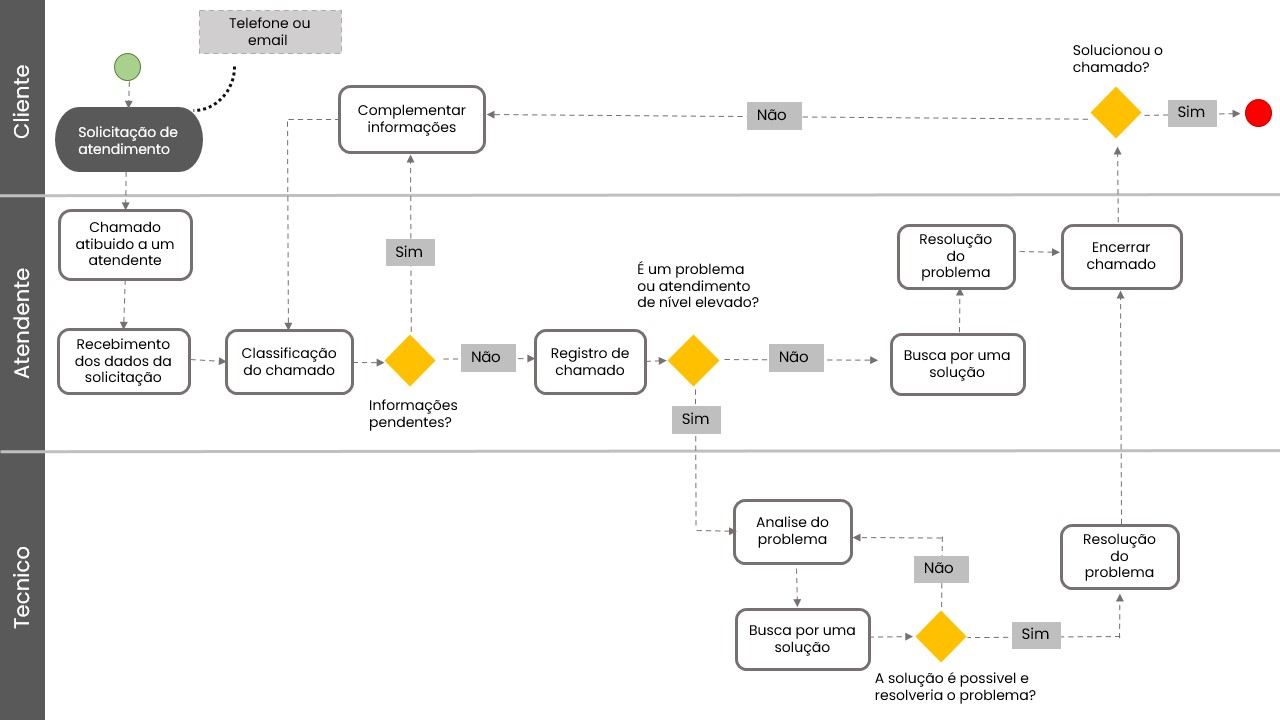 Cliente
Telefone ou
email
Solicitação de
atendimento
Complementar
informações
Não
Solucionou o
chamado?
Sim
Atendente
Chamado
atibuido a um
atendente
Recebimento
dos dados da
solicitação
Classificação
do chamado
Sim
Informações
pendentes?
Não
Registro de
chamado
É um problema
ou atendimento
de nível elevado?
Não
Sim
Busca por uma
solução
Resolução
do
problema
Encerrar
chamado
Tecnico
Analise do
problema
Busca por uma
solução
Não
A solução é possivel e
resolveria o problema?
Sim
Resolução
do
problema